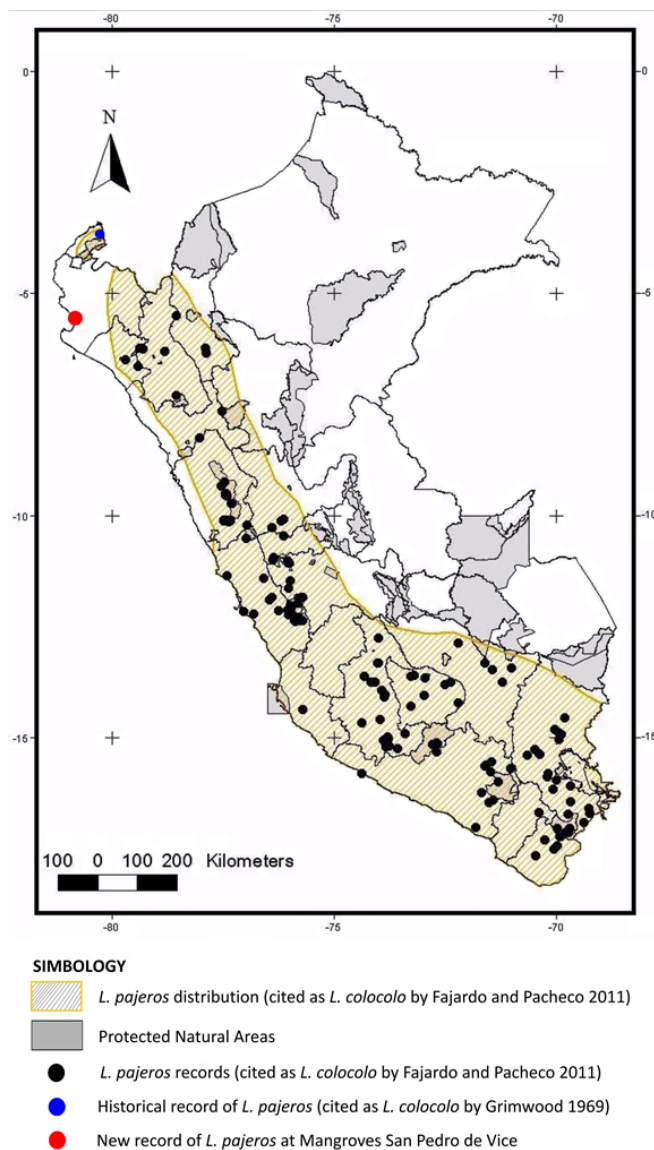 -80 -75 -70
N
0 0
-5 -5
-10 -10
-15 -15
100 0 100 200 Kilometers
-80 -75 -70
SIMBOLOGY
L. pajeros distribution (cited as L. colocolo by Fajardo and Pacheco 2011)
Protected Natural Areas
L. pajeros records (cited as L. colocolo by Fajardo and Pacheco 2011)
Historical record of L. pajeros (cited as L. colocolo by Grimwood 1969)
New record of L. pajeros at Mangroves San Pedro de Vice